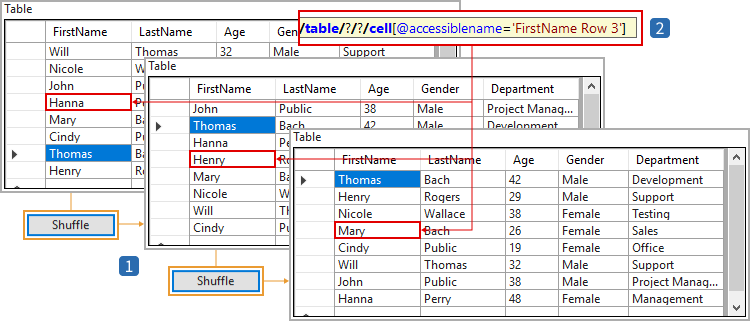 Table
/table/?/?/cell[@accessiblename='FirstName Row 3']
2
FirstName LastName Age Gen
Will Thomas 32 Support
Nicole W
John Pu
Hanna P
Mary Ba
Cindy Pu
Thomas Ba
Henry Ro
Shuffle
1
Table
FirstName LastName Age Gender Department
John Public 38 Male Project Manag...
Thomas Bach 42 Male Development
Hanna Pe
Henry Ro
Mary Ba
Nicole W
Will Th
Cindy Pu
Shuffle
Table
FirstName LastName Age Gender Department
Thomas Bach 42 Male Development
Henry Rogers 29 Male Support
Nicole Wallace 38 Female Testing
Mary Bach 26 Female Sales
Cindy Public 19 Female Office
Will Thomas 32 Male Support
John Public 38 Male Project Manag...
Hanna Perry 48 Female Management